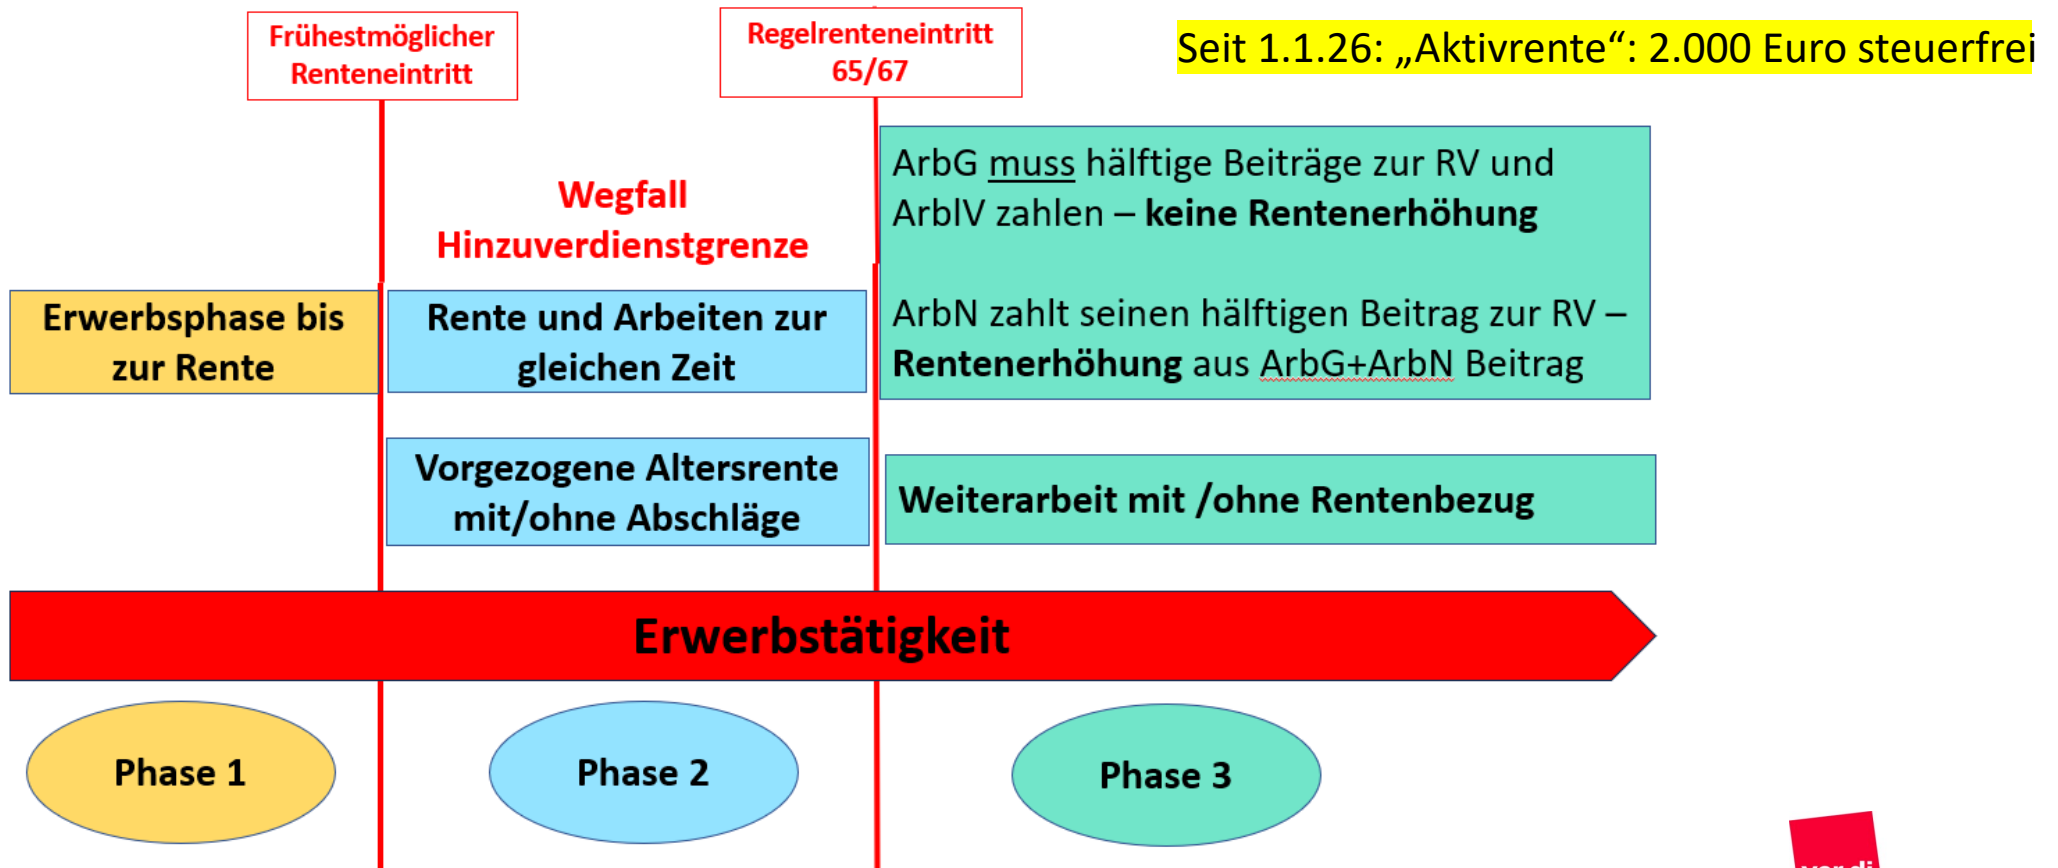 Frühestmöglicher
Renteneintritt
Regelrenteneintritt
65/67
Seit 1.1.26: „Aktivrente“: 2.000 Euro steuerfrei
Wegfall
Hinzuverdienstgrenze
ArbG muss hälftige Beiträge zur RV und
ArblV zahlen – keine Rentenerhöhung
ArbN zahlt seinen hälftigen Beitrag zur RV –
Rentenerhöhung aus ArbG+ArbN Beitrag
Erwerbsphase bis
zur Rente
Rente und Arbeiten zur
gleichen Zeit
Vorgezogene Altersrente
mit/ohne Abschläge
Weiterarbeit mit /ohne Rentenbezug
Erwerbstätigkeit
Phase 1
Phase 2
Phase 3